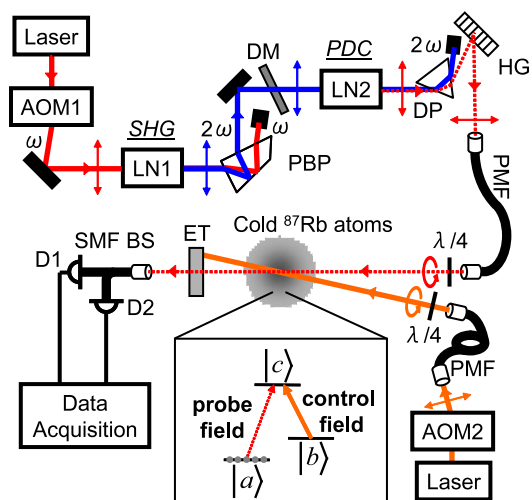 Laser
AOM1
ω
SHG
LN1
2ω
ω
PBP
DM
PDC
LN2
2ω
DP
HG
PMF
λ/4
λ/4
PMF
AOM2
Laser
Cold ⁸⁷Rb atoms
ET
SMF BS
D1
D2
Data
Acquisition
|c⟩
probe
field
control
field
|a⟩
|b⟩